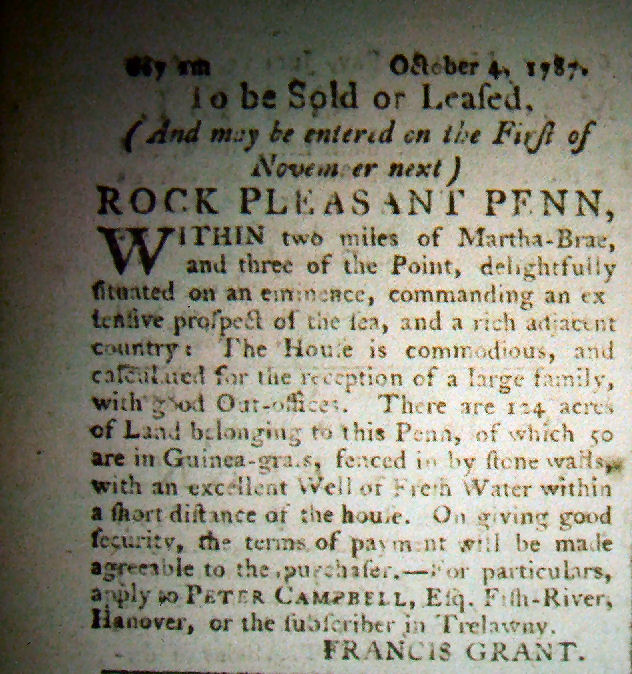 October 4, 1787.
To be Sold or Leaſed,
(And may be entered on the Firſt of
November next)
ROCK PLEASANT PENN,
WITHIN two miles of Martha-Brae,
and three of the Point, delightfully
ſituated on an eminence, commanding an ex
tenſive proſpect of the ſea, and a rich adjacent
country: The Houſe is commodious, and
calculated for the reception of a large family,
with good Out-offices. There are 124 acres
of Land belonging to this Penn, of which 50
are in Guinea-graſs, fenced in by ſtone walls,
with an excellent Well of Freſh Water within
a ſhort diſtance of the houſe. On giving good
ſecurity, the terms of payment will be made
agreeable to the purchaſer.—For particulars,
apply to PETER CAMPBELL, Eſq. Fiſh-River,
Hanover, or the ſubſcriber in Trelawny.
FRANCIS GRANT.